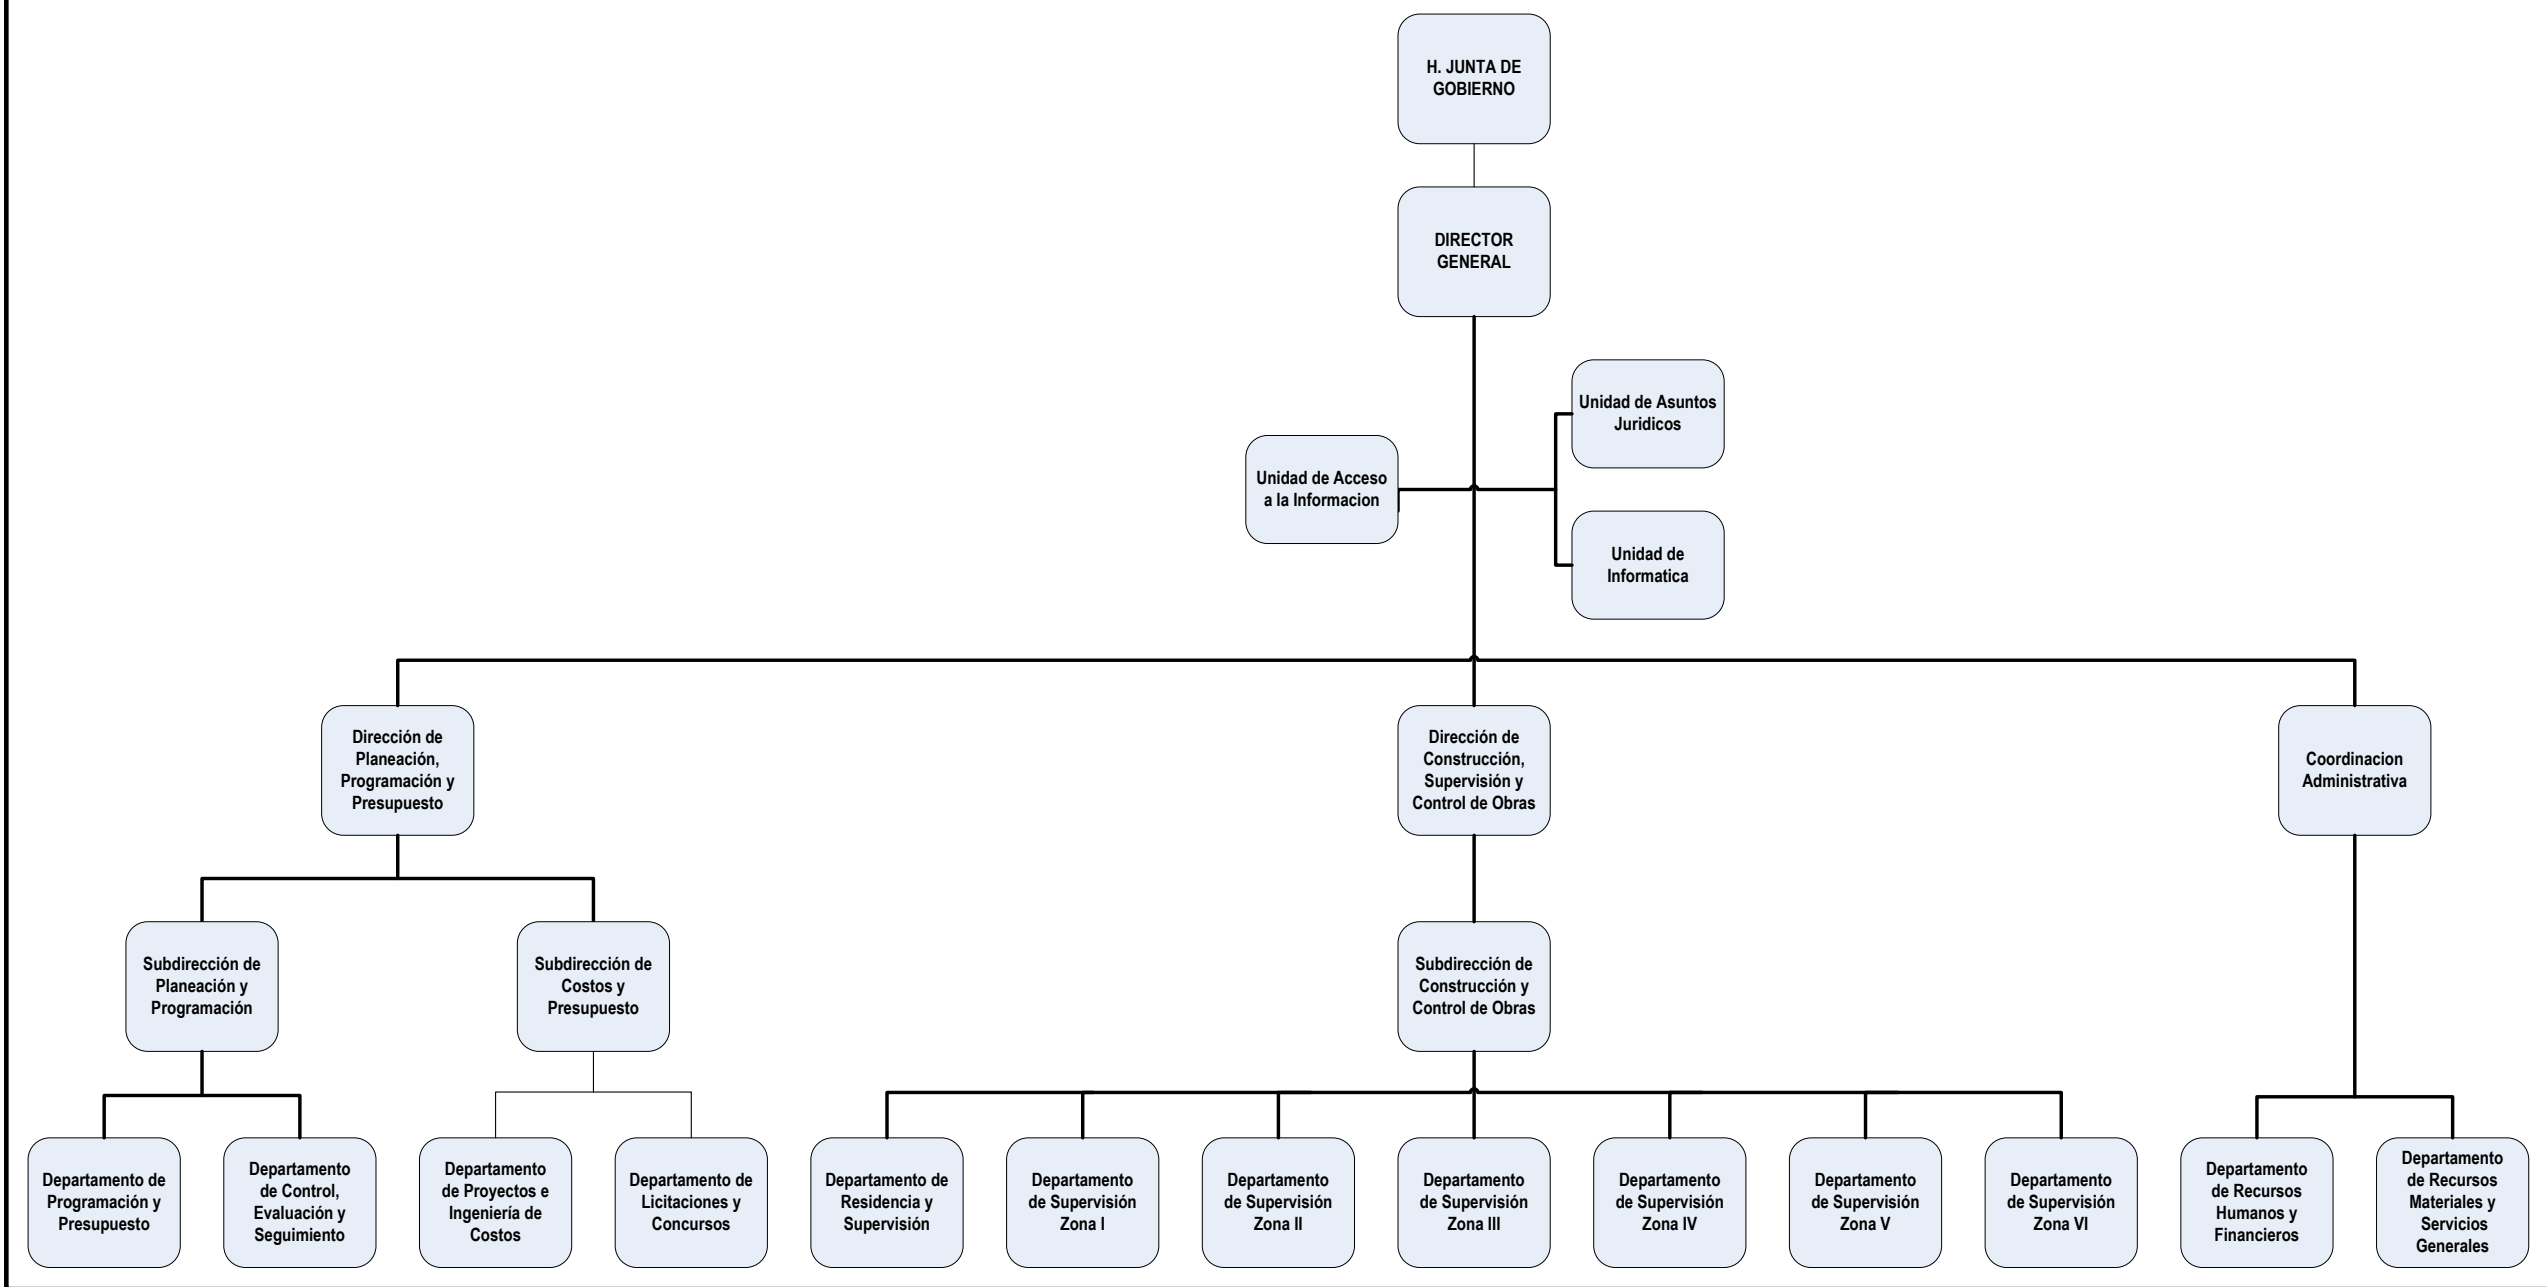 H. JUNTA DE
GOBIERNO
DIRECTOR
GENERAL
Unidad de Asuntos
Juridicos
Unidad de Acceso
a la Informacion
Unidad de
Informatica
Dirección de
Planeación,
Programación y
Presupuesto
Dirección de
Construcción,
Supervisión y
Control de Obras
Coordinacion
Administrativa
Subdirección de
Planeación y
Programación
Subdirección de
Costos y
Presupuesto
Subdirección de
Construcción y
Control de Obras
Departamento de
Programación y
Presupuesto
Departamento
de Control,
Evaluación y
Seguimiento
Departamento
de Proyectos e
Ingeniería de
Costos
Departamento de
Licitaciones y
Concursos
Departamento de
Residencia y
Supervisión
Departamento
de Supervisión
Zona I
Departamento
de Supervisión
Zona II
Departamento
de Supervisión
Zona III
Departamento
de Supervisión
Zona IV
Departamento
de Supervisión
Zona V
Departamento
de Supervisión
Zona VI
Departamento
de Recursos
Humanos y
Financieros
Departamento
de Recursos
Materiales y
Servicios
Generales